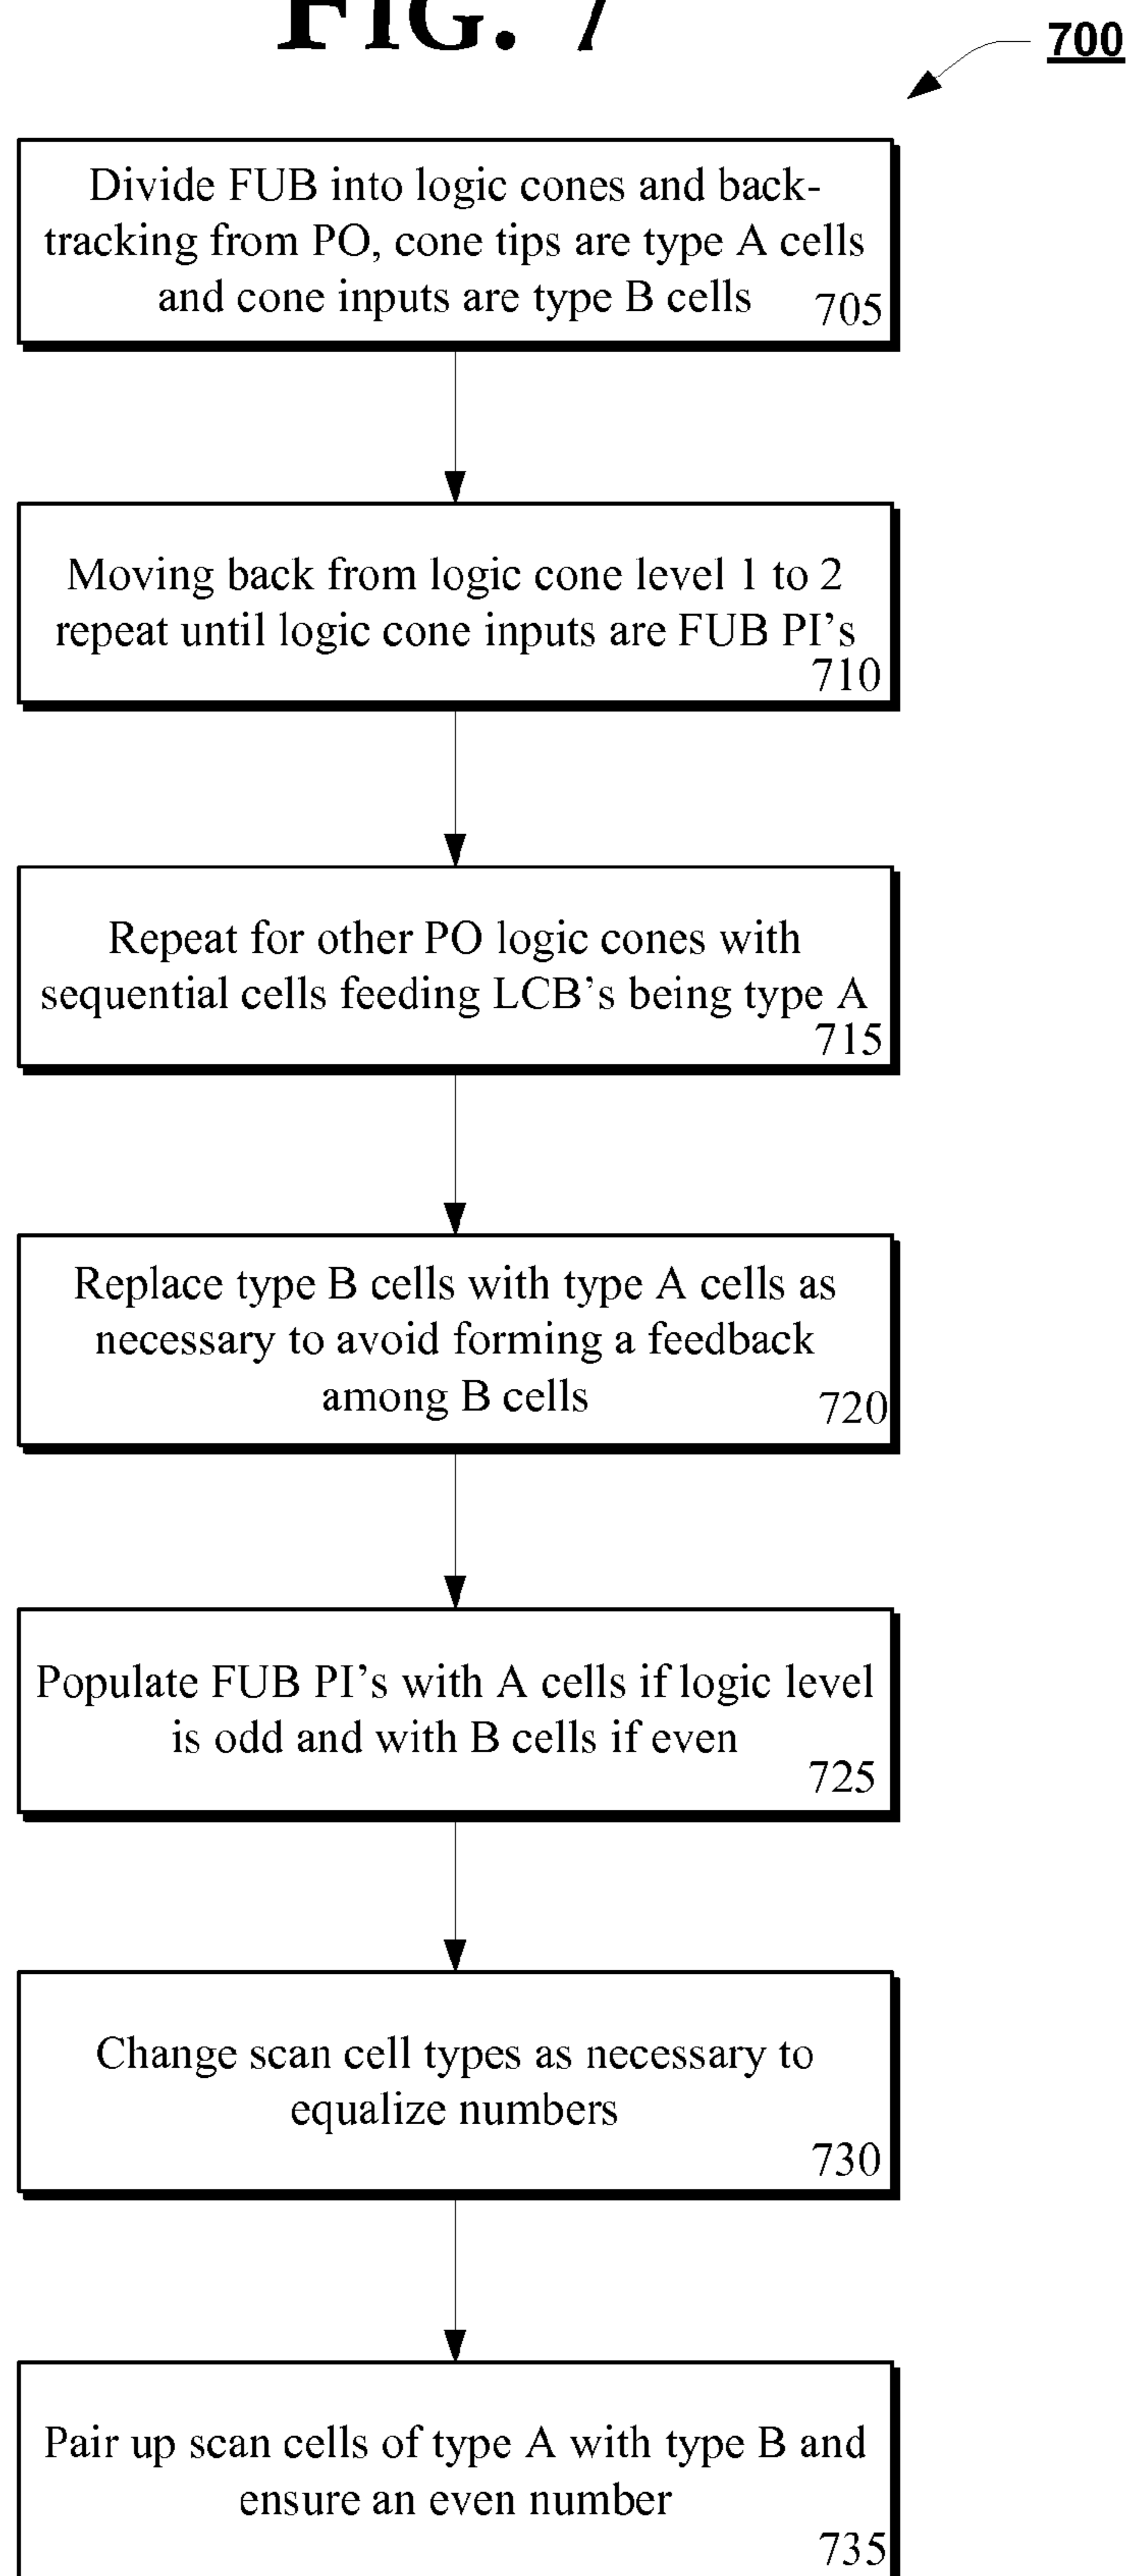 FIG. 7
700
Divide FUB into logic cones and back-
tracking from PO, cone tips are type A cells
and cone inputs are type B cells
705
Moving back from logic cone level 1 to 2
repeat until logic cone inputs are FUB PI's
710
Repeat for other PO logic cones with
sequential cells feeding LCB's being type A
715
Replace type B cells with type A cells as
necessary to avoid forming a feedback
among B cells
720
Populate FUB PI's with A cells if logic level
is odd and with B cells if even
725
Change scan cell types as necessary to
equalize numbers
730
Pair up scan cells of type A with type B and
ensure an even number
735